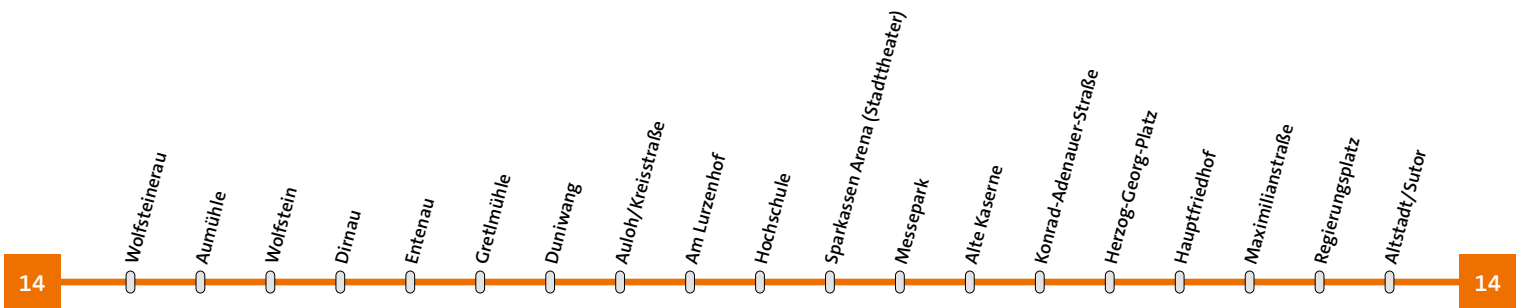 14
Wolfsteinerau
Aumühle
Wolfstein
Dirnau
Entenau
Gretlmühle
Duniwang
Auloh/Kreisstraße
Am Lurzenhof
Hochschule
Sparkassen Arena (Stadttheater)
Messepark
Alte Kaserne
Konrad-Adenauer-Straße
Herzog-Georg-Platz
Hauptfriedhof
Maximilianstraße
Regierungsplatz
Altstadt/Sutor
14